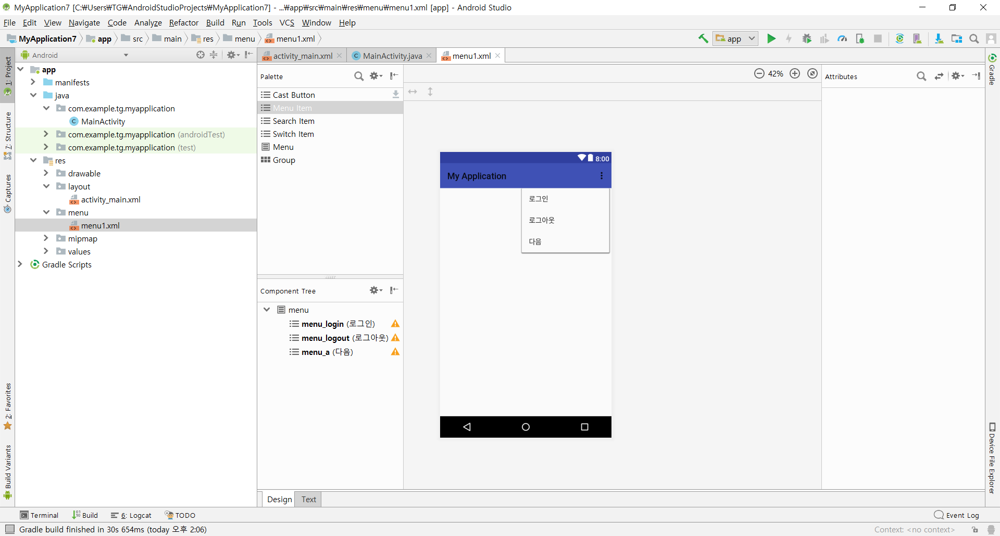 MyApplication7 [C:₩Users₩TG₩AndroidStudioProjects₩MyApplication7] - ...₩app₩src₩main₩res₩menu₩menu1.xml [app] - Android Studio
File Edit View Navigate Code Analyze Refactor Build Run Tools VCS Window Help
MyApplication7 app src main res menu menu1.xml
app
Android
activity_main.xml
MainActivity.java
menu1.xml
1: Project
7: Structure
Captures
2: Favorites
Build Variants
app
manifests
java
com.example.tg.myapplication
MainActivity
com.example.tg.myapplication (androidTest)
com.example.tg.myapplication (test)
res
drawable
layout
activity_main.xml
menu
menu1.xml
mipmap
values
Gradle Scripts
Palette
Cast Button
Menu Item
Search Item
Switch Item
Menu
Group
Component Tree
menu
menu_login (로그인)
menu_logout (로그아웃)
menu_a (다음)
42%
8:00
My Application
로그인
로그아웃
다음
Attributes
Gradle
Device File Explorer
Design Text
Terminal Build 6: Logcat TODO
Event Log
Gradle build finished in 30s 654ms (today 오후 2:06)
Context: <no context>